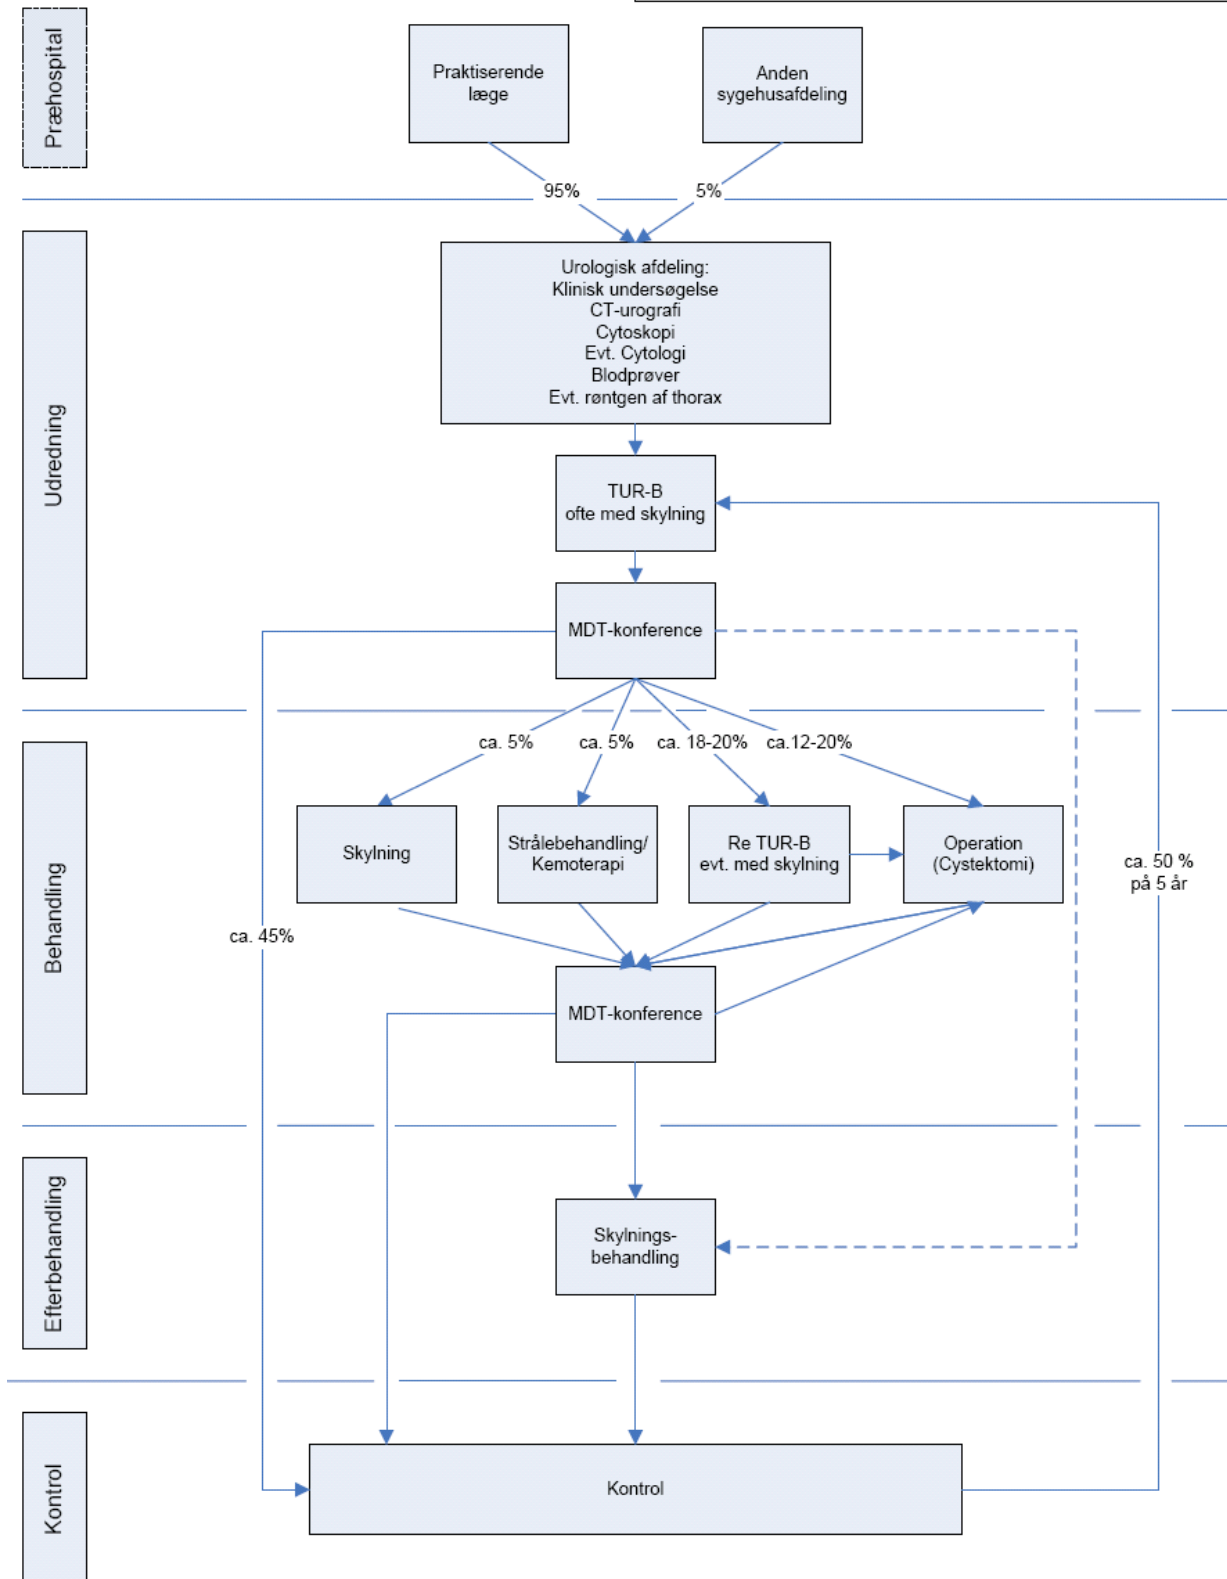 Præhospital
Praktiserende
læge
Anden
sygehusafdeling
95%
5%
Udredning
Urologisk afdeling:
Klinisk undersøgelse
CT-urografi
Cytoskopi
Evt. Cytologi
Blodprøver
Evt. røntgen af thorax
TUR-B
ofte med skylning
MDT-konference
Behandling
ca. 5%
ca. 5%
ca. 18-20%
ca.12-20%
Skylning
Strålebehandling/
Kemoterapi
Re TUR-B
evt. med skylning
Operation
(Cystektomi)
ca. 50 %
på 5 år
ca. 45%
MDT-konference
Efterbehandling
Skylnings-
behandling
Kontrol
Kontrol